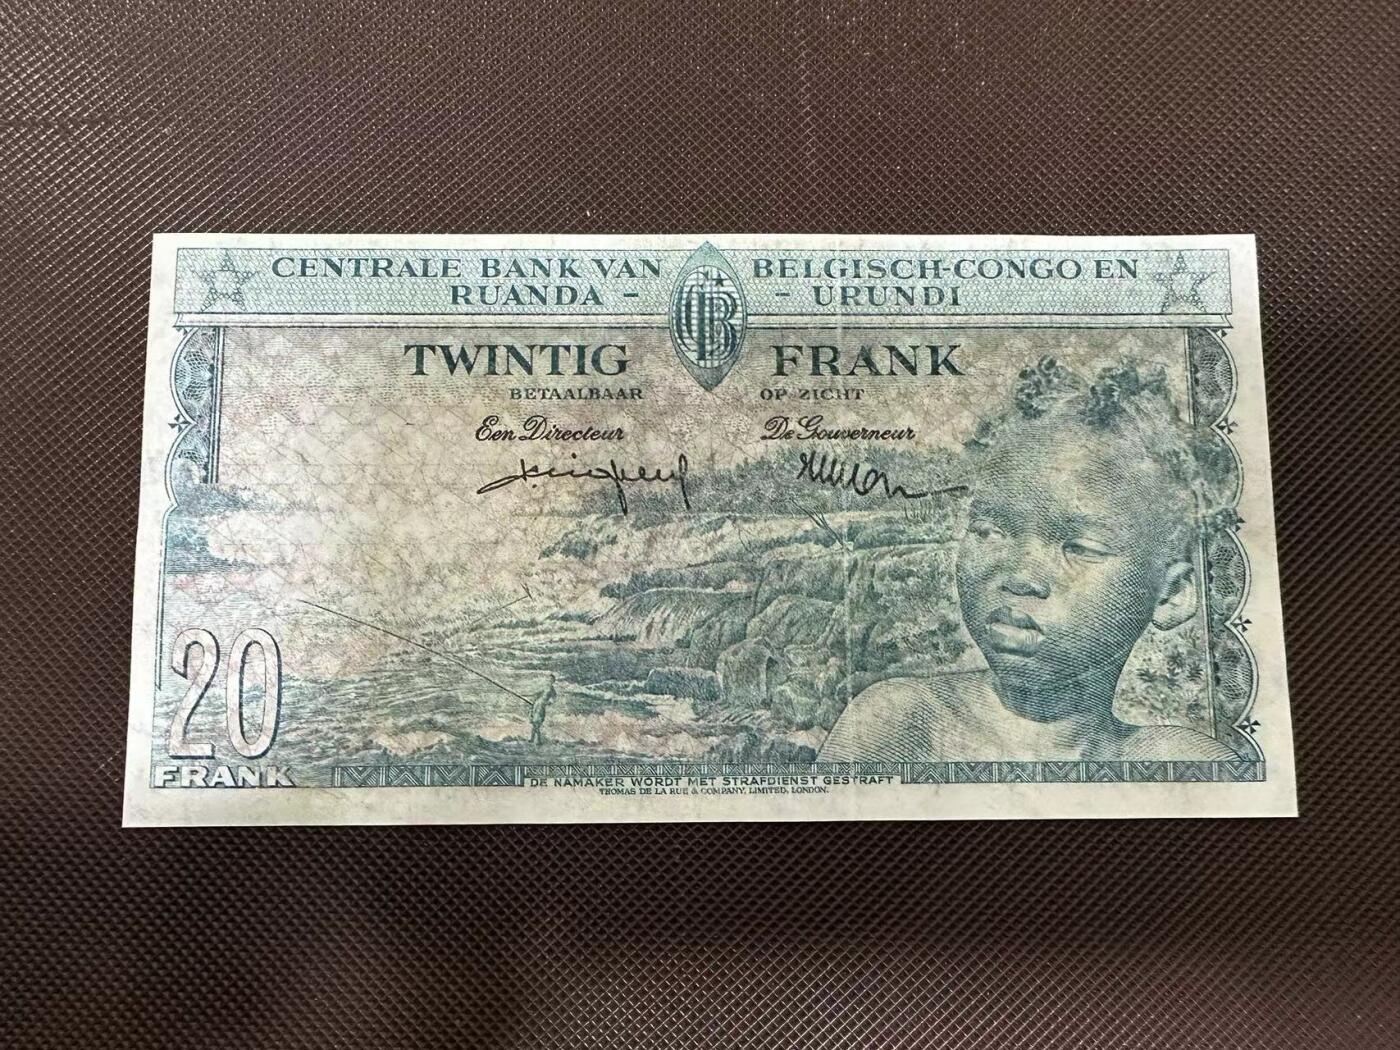 CENTRALE BANK VAN BELGISCH-CONGO EN
RUANDA - - URUNDI
CB
TWINTIG FRANK
BETAALBAAR OP ZICHT
Een Directeur De Gouverneur
20
FRANK
DE NAMAKER WORDT MET STRAFDIENST GESTRAFT
THOMAS DE LA RUE & COMPANY, LIMITED, LONDON.